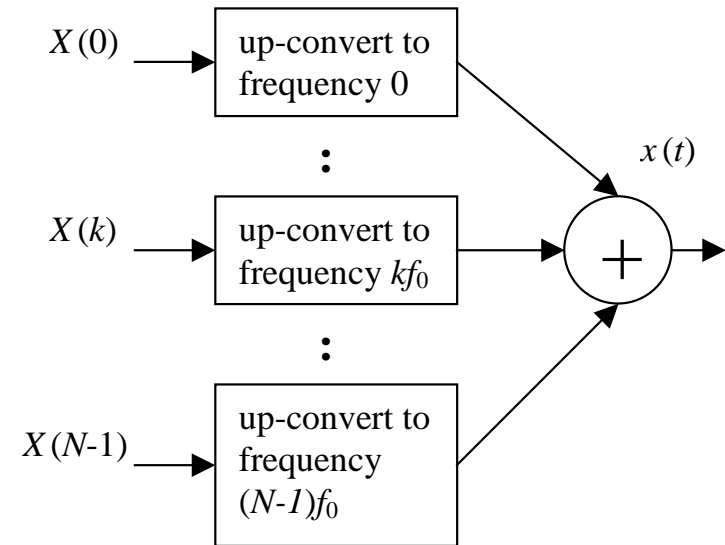 X(0)
up-convert to
frequency 0
:
x(t)
X(k)
up-convert to
frequency kf₀
+
:
X(N-1)
up-convert to
frequency
(N-1)f₀